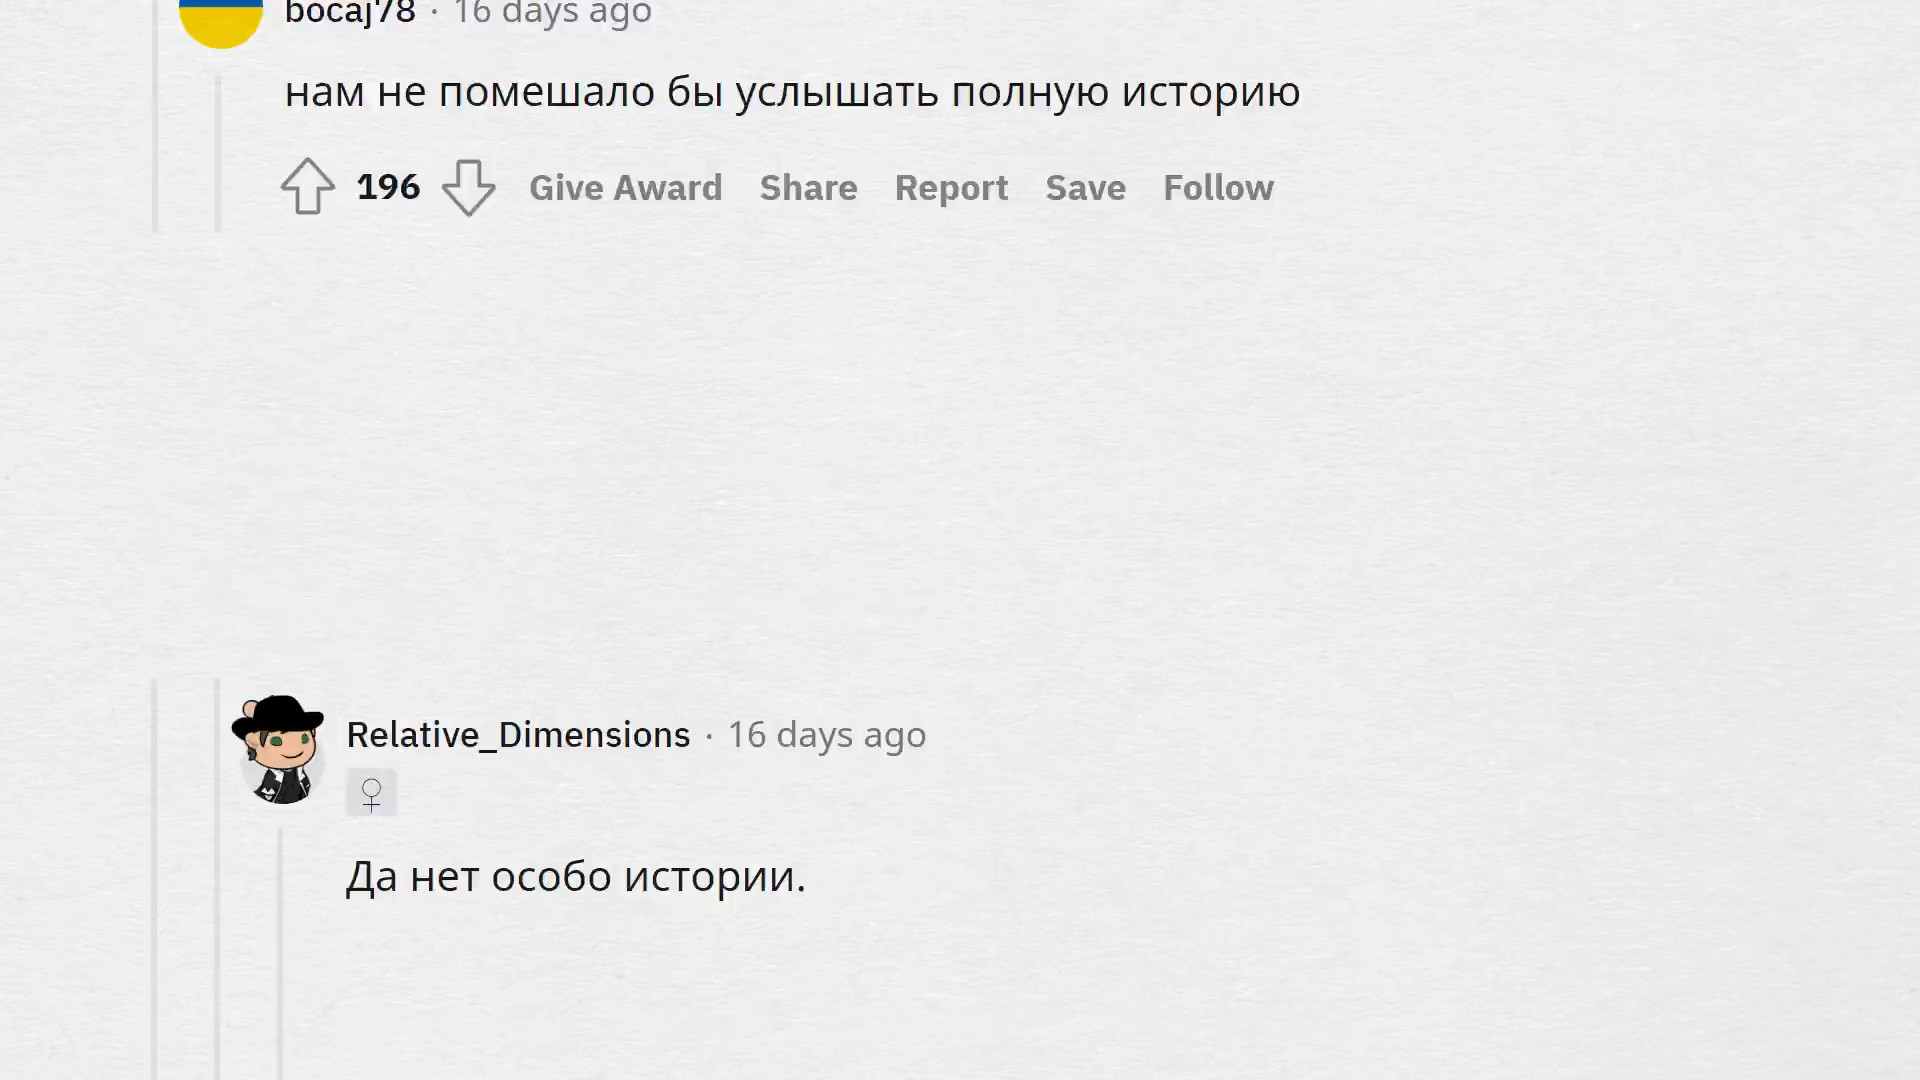 bocaj78 · 16 days ago
нам не помешало бы услышать полную историю
196 Give Award Share Report Save Follow
Relative_Dimensions · 16 days ago
♀
Да нет особо истории.